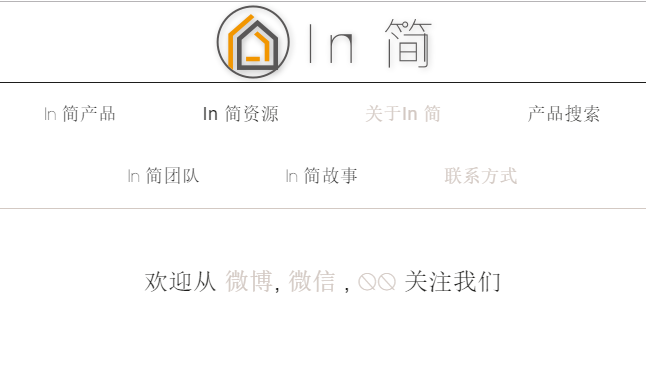 In 简
In 简产品 In 简资源 关于In 简 产品搜索
In 简团队 In 简故事 联系方式
欢迎从 微博, 微信 , QQ 关注我们